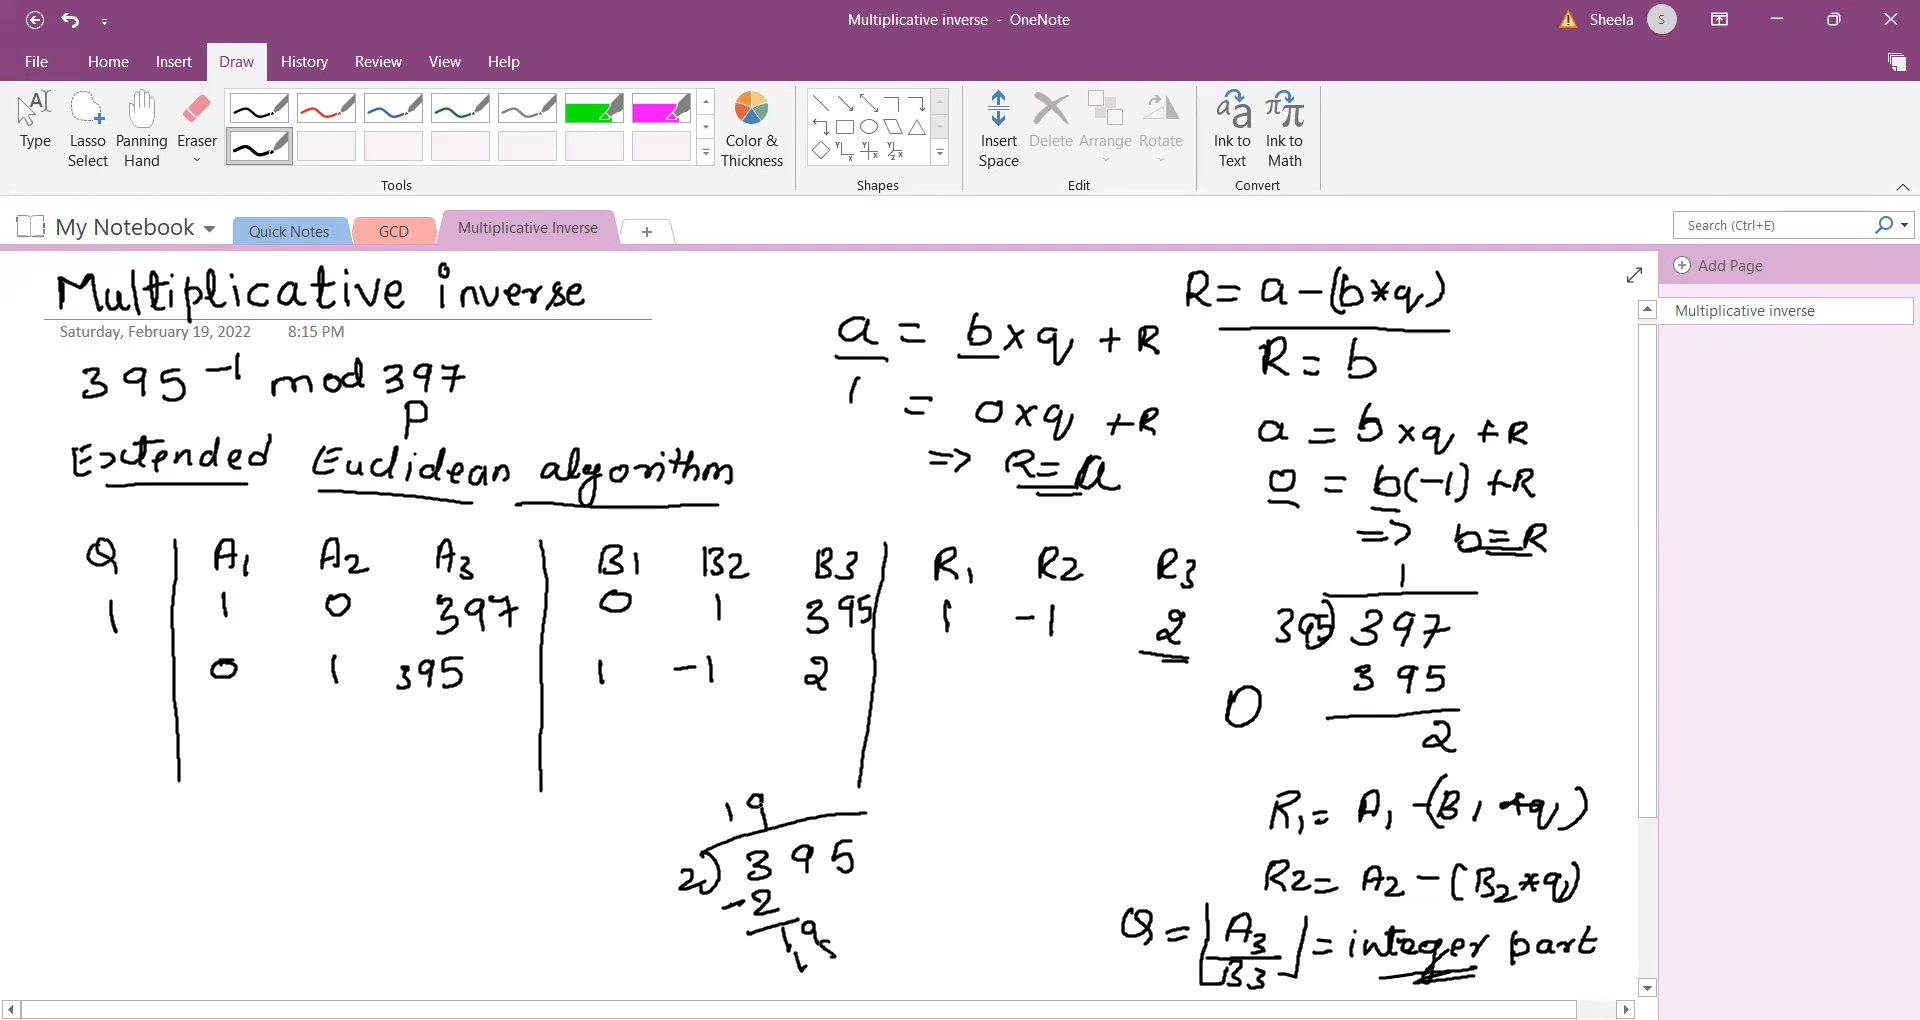 Multiplicative inverse - OneNote
Sheela
S
File Home Insert Draw History Review View Help
Type
Lasso Select
Panning Hand
Eraser
Color & Thickness
Insert Space
Delete
Arrange
Rotate
Ink to Text
Ink to Math
Tools
Shapes
Edit
Convert
My Notebook
Quick Notes
GCD
Multiplicative Inverse
+
Search (Ctrl+E)
Add Page
Multiplicative inverse
Multiplicative inverse
Saturday, February 19, 2022 8:15 PM
395⁻¹ mod 397
P
Extended Euclidean algorithm
a = b × q + R
1 = 0 × q + R
=> R = a
R = a - (b * q)
R = b
a = b × q + R
0 = b(-1) + R
=> b = R
Q A1 A2 A3 B1 B2 B3 R1 R2 R3
1 1 0 397 0 1 395 1 -1 2
0 1 395 1 -1 2
1
395) 397
395
2
0
19
2) 395
-2
195
R1 = A1 - (B1 * q)
R2 = A2 - (B2 * q)
Q = ⌊A3/B3⌋ = integer part